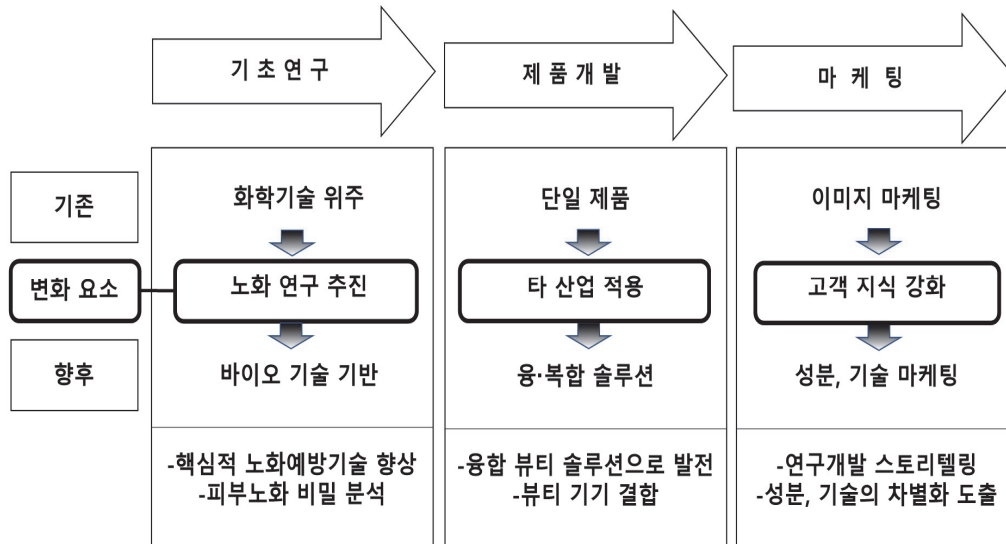 기 초 연 구
제 품 개 발
마 케 팅
기존
화학기술 위주
단일 제품
이미지 마케팅
변화 요소
노화 연구 추진
타 산업 적용
고객 지식 강화
향후
바이오 기술 기반
융·복합 솔루션
성분, 기술 마케팅
-핵심적 노화예방기술 향상
-피부노화 비밀 분석
-융합 뷰티 솔루션으로 발전
-뷰티 기기 결합
-연구개발 스토리텔링
-성분, 기술의 차별화 도출